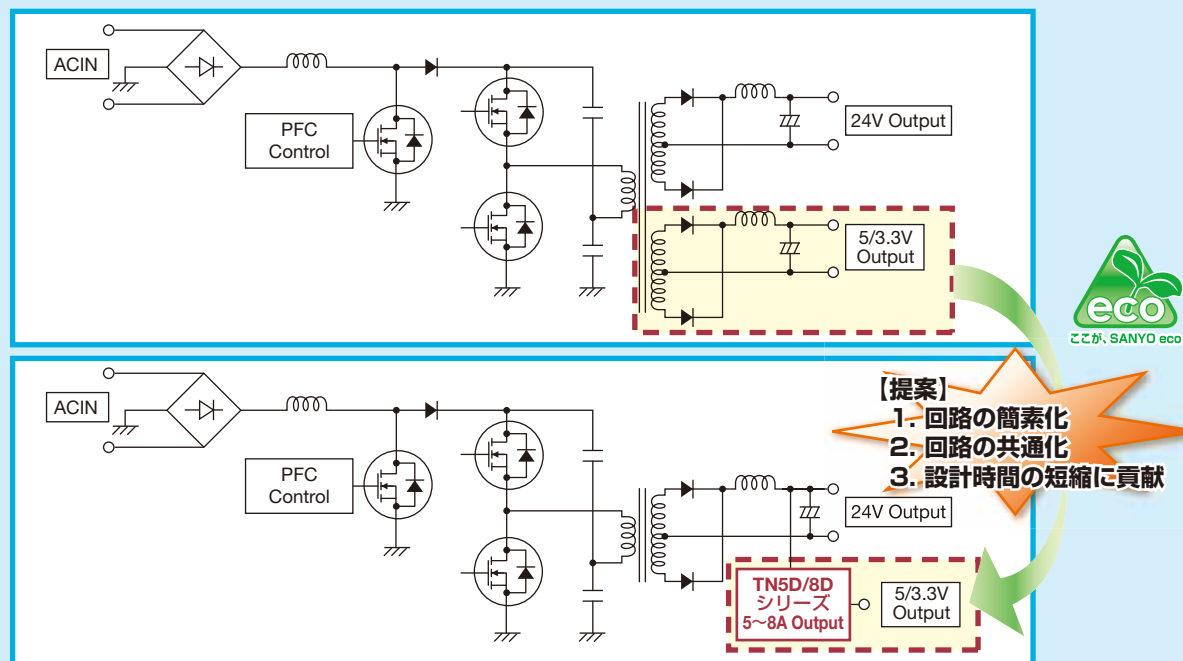 ACIN
PFC
Control
24V Output
5/3.3V
Output
eco
ここが、SANYO eco
【提案】
1. 回路の簡素化
2. 回路の共通化
3. 設計時間の短縮に貢献
ACIN
PFC
Control
24V Output
TN5D/8D
シリーズ
5～8A Output
5/3.3V
Output